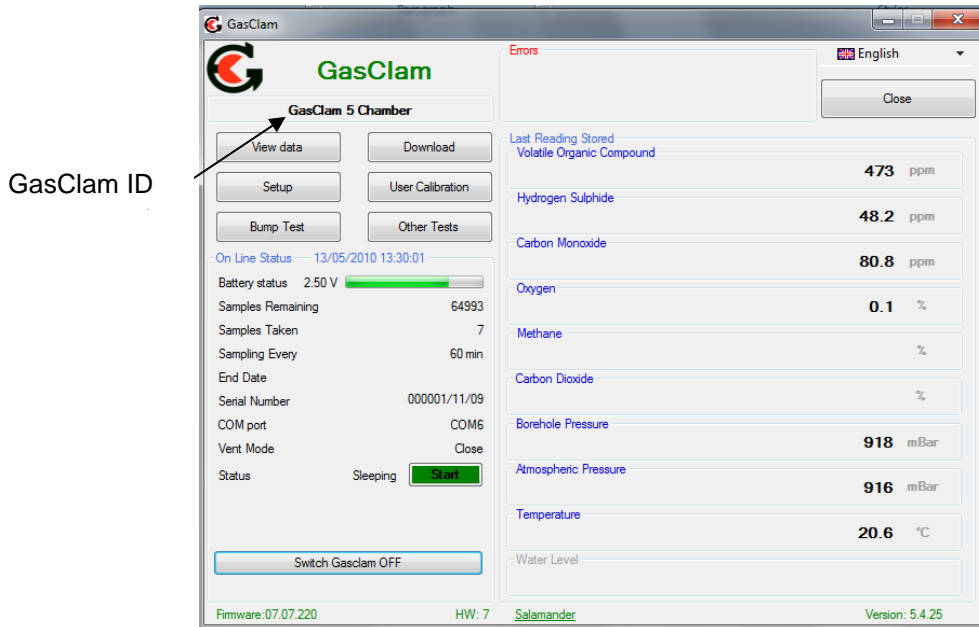 GasClam
GasClam
GasClam 5 Chamber
GasClam ID
View data
Download
Setup
User Calibration
Bump Test
Other Tests
On Line Status 13/05/2010 13:30:01
Battery status 2.50 V
Samples Remaining 64993
Samples Taken 7
Sampling Every 60 min
End Date
Serial Number 000001/11/09
COM port COM6
Vent Mode Close
Status Sleeping Start
Switch Gasclam OFF
Firmware:07.07.220 HW: 7
Errors
English
Close
Last Reading Stored
Volatile Organic Compound
473 ppm
Hydrogen Sulphide
48.2 ppm
Carbon Monoxide
80.8 ppm
Oxygen
0.1 %
Methane
%
Carbon Dioxide
%
Borehole Pressure
918 mBar
Atmospheric Pressure
916 mBar
Temperature
20.6 °C
Water Level
Salamander Version: 5.4.25